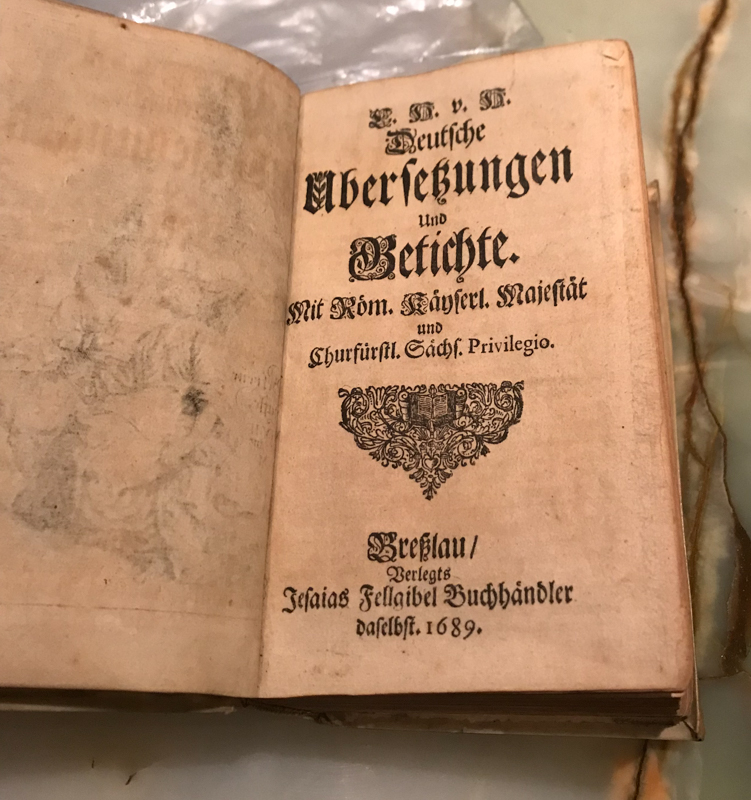 C. H. v. H.
Deutsche
Ubersetzungen
Und
Getichte.
Mit Röm. Käyserl. Majestät
und
Churfürstl. Sächs. Privilegio.
Breßlau/
Verlegts
Jesaias Fellgibel Buchhändler
daselbst. 1689.